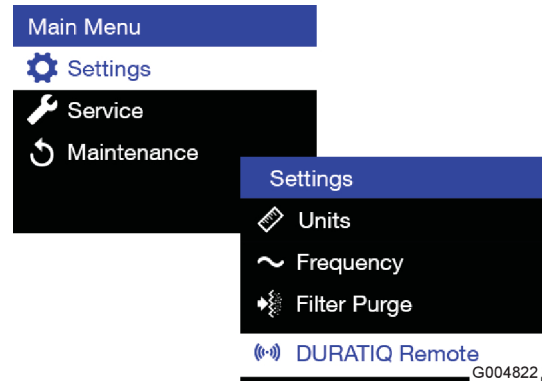 Main Menu
Settings
Service
Maintenance
Settings
Units
Frequency
Filter Purge
DURATIQ Remote
G004822